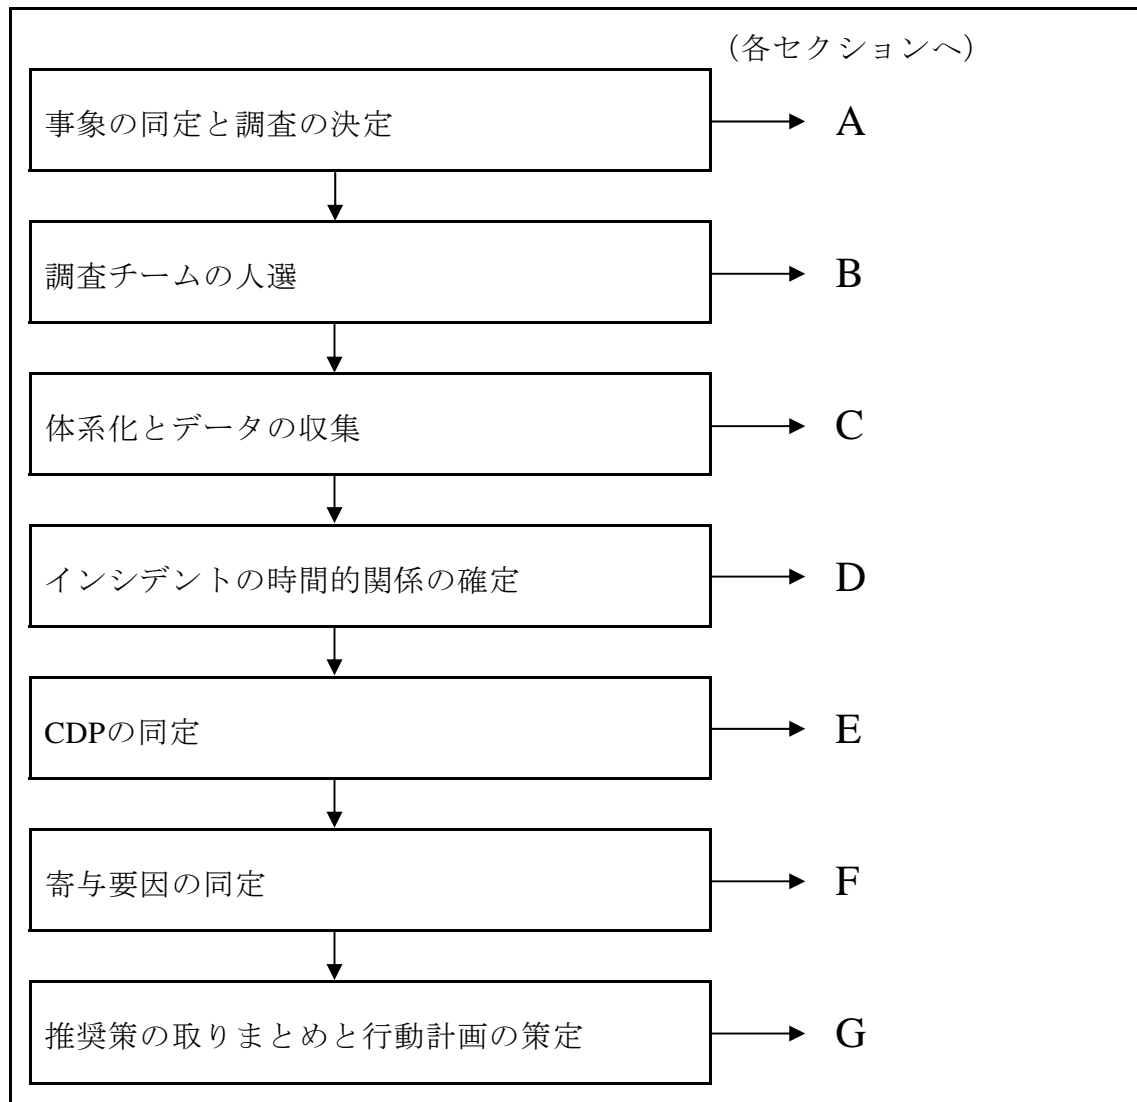 (各セクションへ)
事象の同定と調査の決定
A
調査チームの人選
B
体系化とデータの収集
C
インシデントの時間的関係の確定
D
CDPの同定
E
寄与要因の同定
F
推奨策の取りまとめと行動計画の策定
G